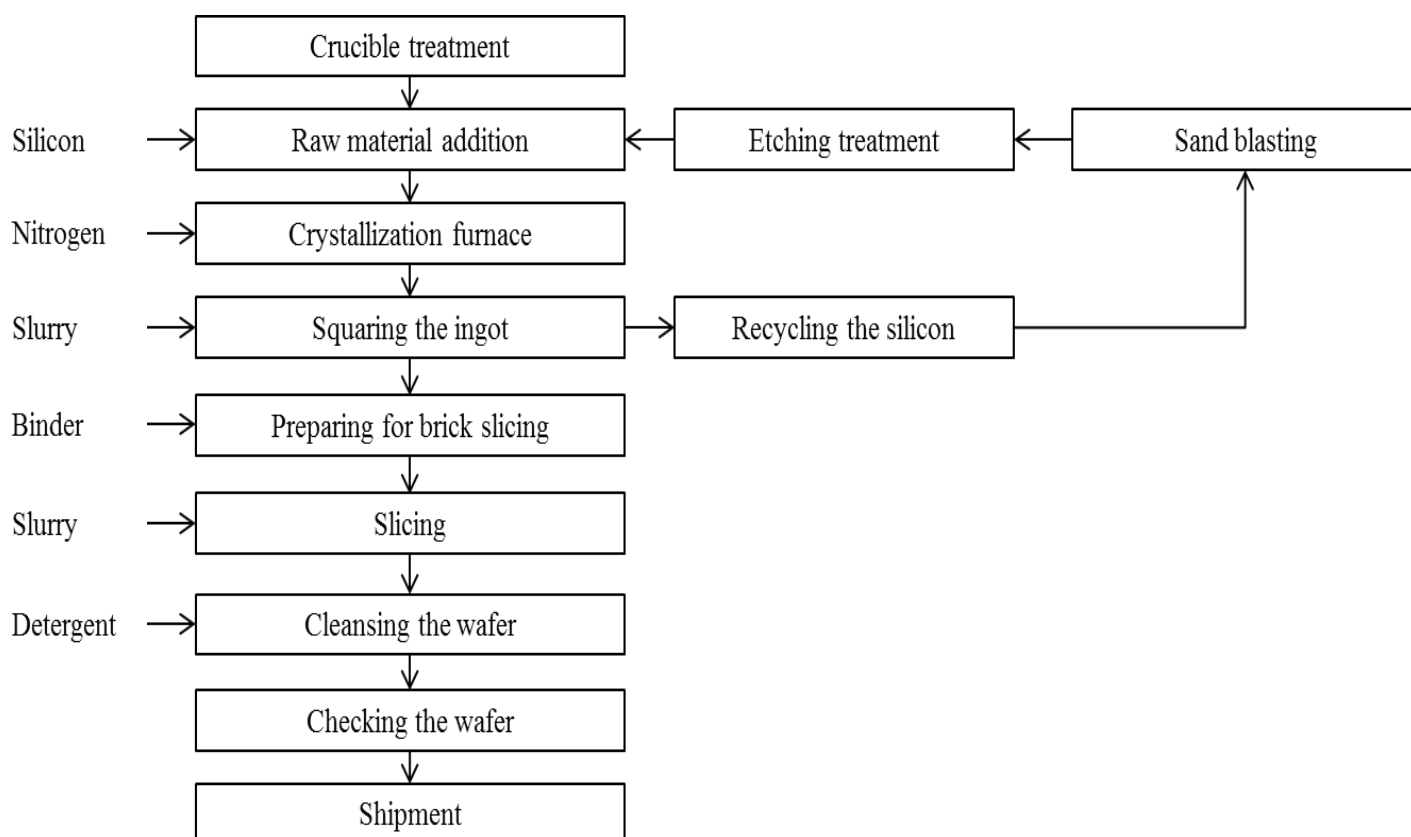 Crucible treatment
Silicon
Raw material addition
Etching treatment
Sand blasting
Nitrogen
Crystallization furnace
Slurry
Squaring the ingot
Recycling the silicon
Binder
Preparing for brick slicing
Slurry
Slicing
Detergent
Cleansing the wafer
Checking the wafer
Shipment